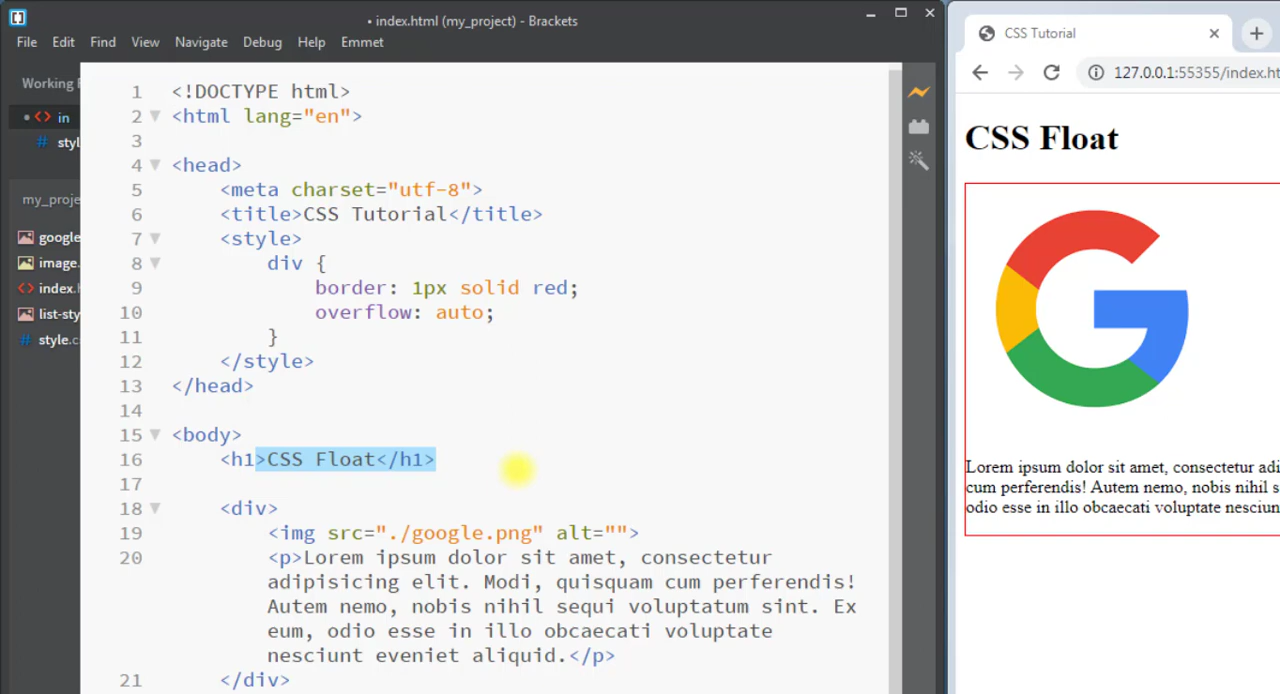 • index.html (my_project) - Brackets
File Edit Find View Navigate Debug Help Emmet
Working
• <> in
# styl
my_proje
google
image.
<> index.h
list-sty
# style.c
1 <!DOCTYPE html>
2 <html lang="en">
3
4 <head>
5 <meta charset="utf-8">
6 <title>CSS Tutorial</title>
7 <style>
8 div {
9 border: 1px solid red;
10 overflow: auto;
11 }
12 </style>
13 </head>
14
15 <body>
16 <h1>CSS Float</h1>
17
18 <div>
19 <img src="./google.png" alt="">
20 <p>Lorem ipsum dolor sit amet, consectetur
adipisicing elit. Modi, quisquam cum perferendis!
Autem nemo, nobis nihil sequi voluptatum sint. Ex
eum, odio esse in illo obcaecati voluptate
nesciunt eveniet aliquid.</p>
21 </div>
CSS Tutorial
127.0.0.1:55355/index.ht
CSS Float
Lorem ipsum dolor sit amet, consectetur adi
cum perferendis! Autem nemo, nobis nihil s
odio esse in illo obcaecati voluptate nesciun